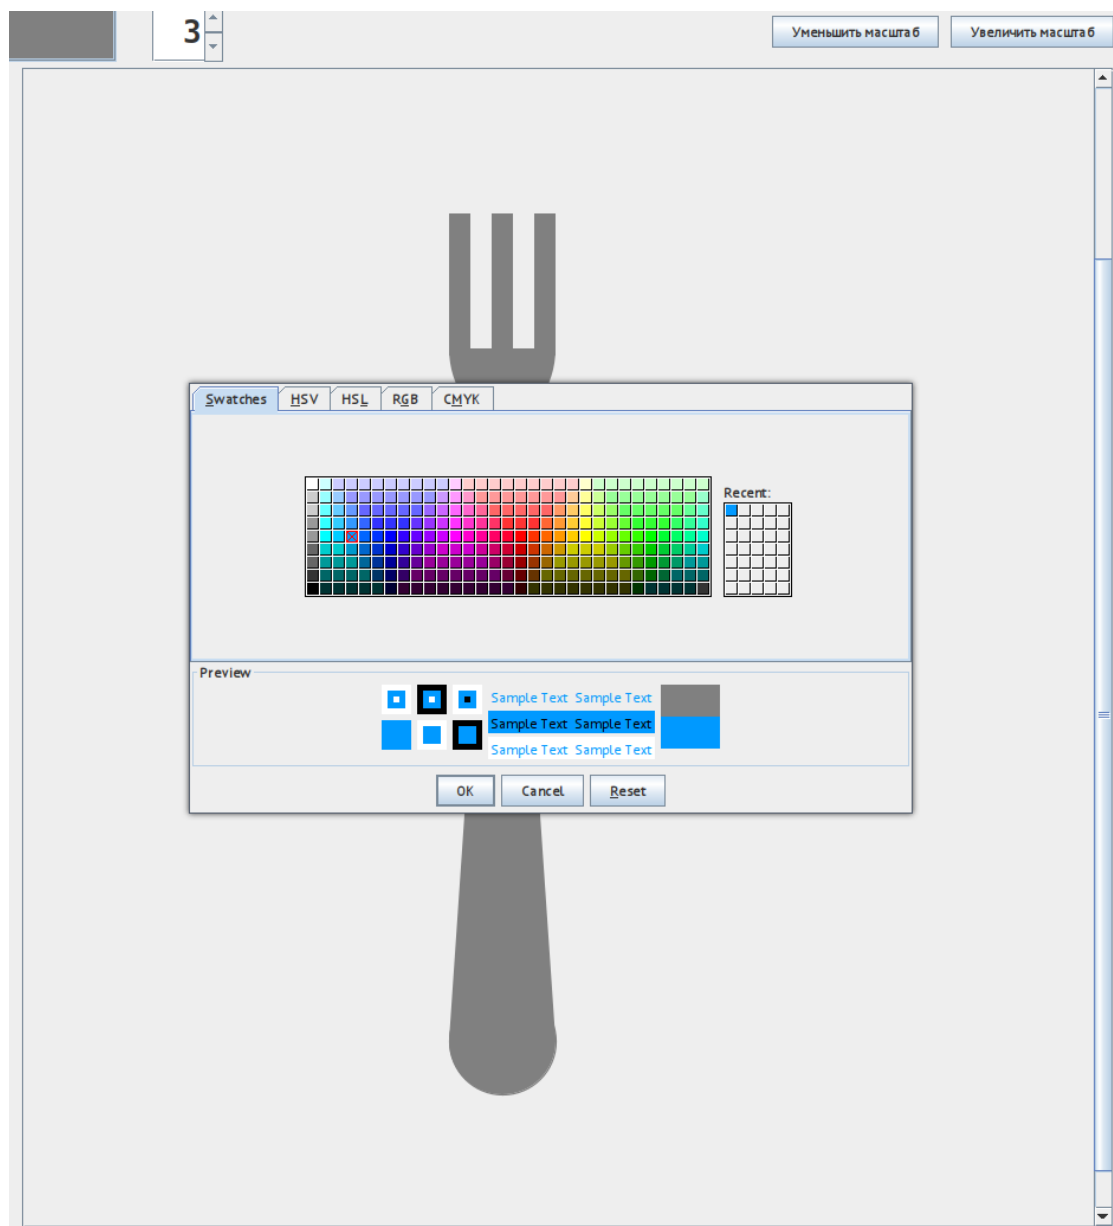 3 Уменьшить масштаб Увеличить масштаб
Swatches HSV HSL RGB CMYK
Recent:
Preview
Sample Text Sample Text
Sample Text Sample Text
Sample Text Sample Text
OK Cancel Reset